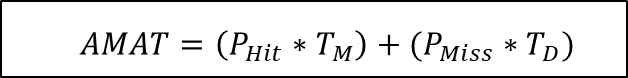 AMAT = (P_Hit * T_M) + (P_Miss * T_D)